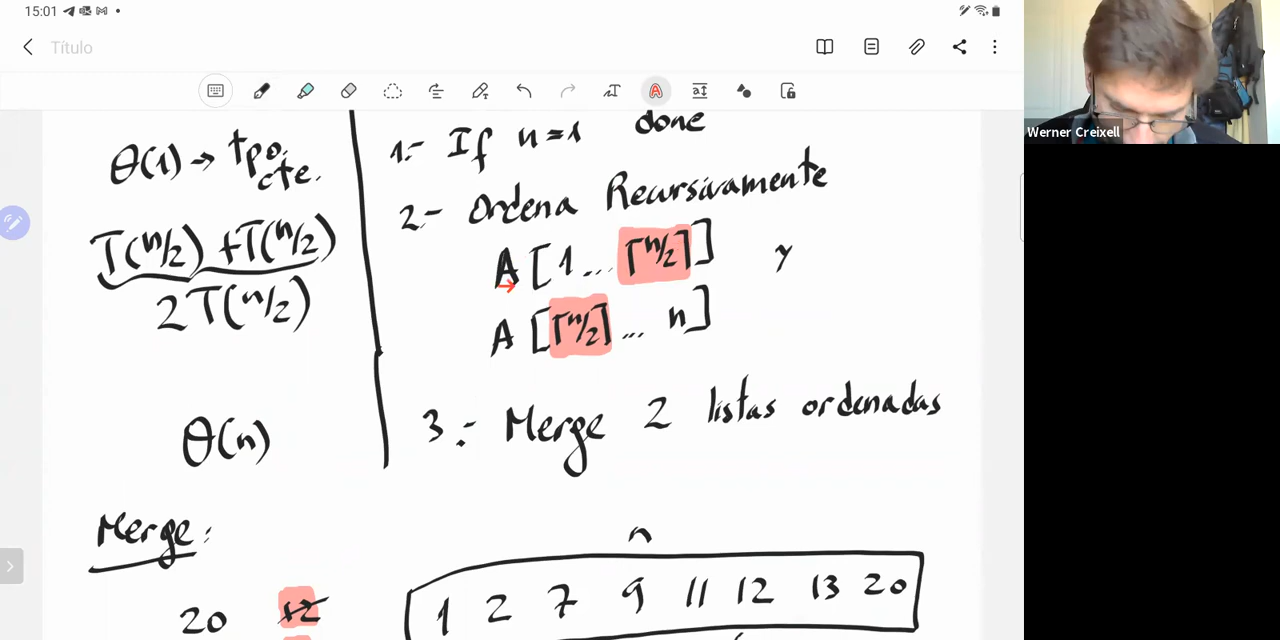 15:01
Título
Werner Creixell
θ(1) → tpo. cte.
T(n/2) + T(n/2)
2T(n/2)
θ(n)
1.- If n=1 done
2.- Ordena Recursivamente
A [1... ⌈n/2⌉] y
A [⌈n/2⌉ ... n]
3.- Merge 2 listas ordenadas
Merge:
n
20 12
1 2 7 9 11 12 13 20